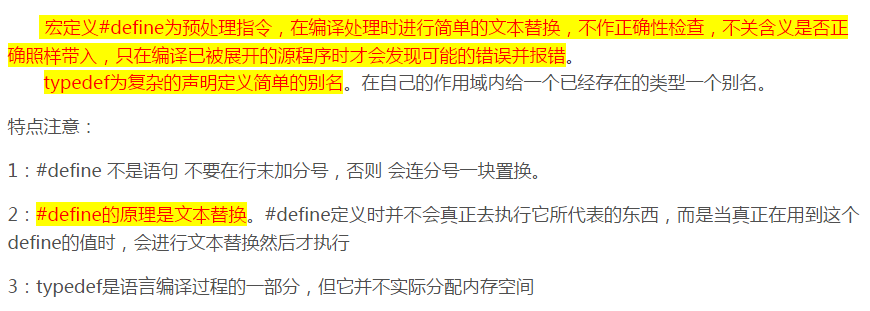 宏定义#define为预处理指令，在编译处理时进行简单的文本替换，不作正确性检查，不关含义是否正
确照样带入，只在编译已被展开的源程序时才会发现可能的错误并报错。
typedef为复杂的声明定义简单的别名。在自己的作用域内给一个已经存在的类型一个别名。
特点注意：
1：#define 不是语句 不要在行末加分号，否则 会连分号一块置换。
2：#define的原理是文本替换。#define定义时并不会真正去执行它所代表的东西，而是当真正在用到这个
define的值时，会进行文本替换然后才执行
3：typedef是语言编译过程的一部分，但它并不实际分配内存空间